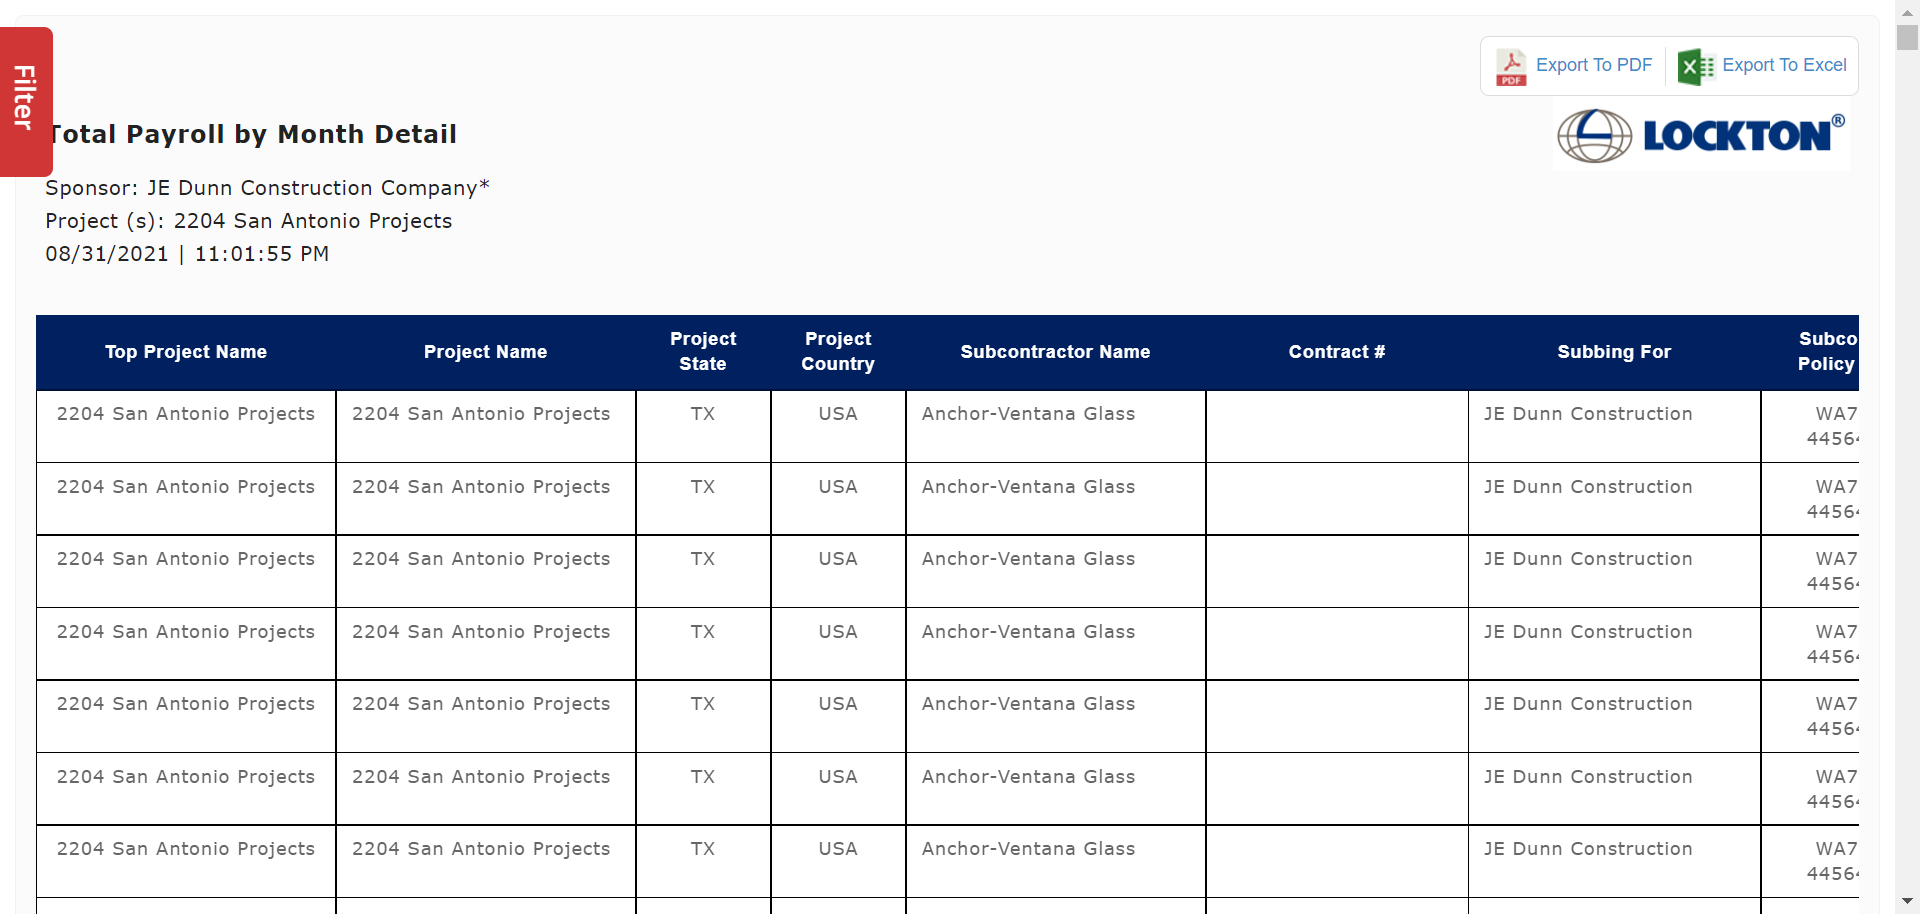 Filter
Export To PDF
Export To Excel
PDF
LOCKTON®
Total Payroll by Month Detail
Sponsor: JE Dunn Construction Company*
Project (s): 2204 San Antonio Projects
08/31/2021 | 11:01:55 PM
Top Project Name Project Name Project State Project Country Subcontractor Name Contract # Subbing For Subco Policy
2204 San Antonio Projects 2204 San Antonio Projects TX USA Anchor-Ventana Glass JE Dunn Construction WA7
4456
2204 San Antonio Projects 2204 San Antonio Projects TX USA Anchor-Ventana Glass JE Dunn Construction WA7
4456
2204 San Antonio Projects 2204 San Antonio Projects TX USA Anchor-Ventana Glass JE Dunn Construction WA7
4456
2204 San Antonio Projects 2204 San Antonio Projects TX USA Anchor-Ventana Glass JE Dunn Construction WA7
4456
2204 San Antonio Projects 2204 San Antonio Projects TX USA Anchor-Ventana Glass JE Dunn Construction WA7
4456
2204 San Antonio Projects 2204 San Antonio Projects TX USA Anchor-Ventana Glass JE Dunn Construction WA7
4456
2204 San Antonio Projects 2204 San Antonio Projects TX USA Anchor-Ventana Glass JE Dunn Construction WA7
4456